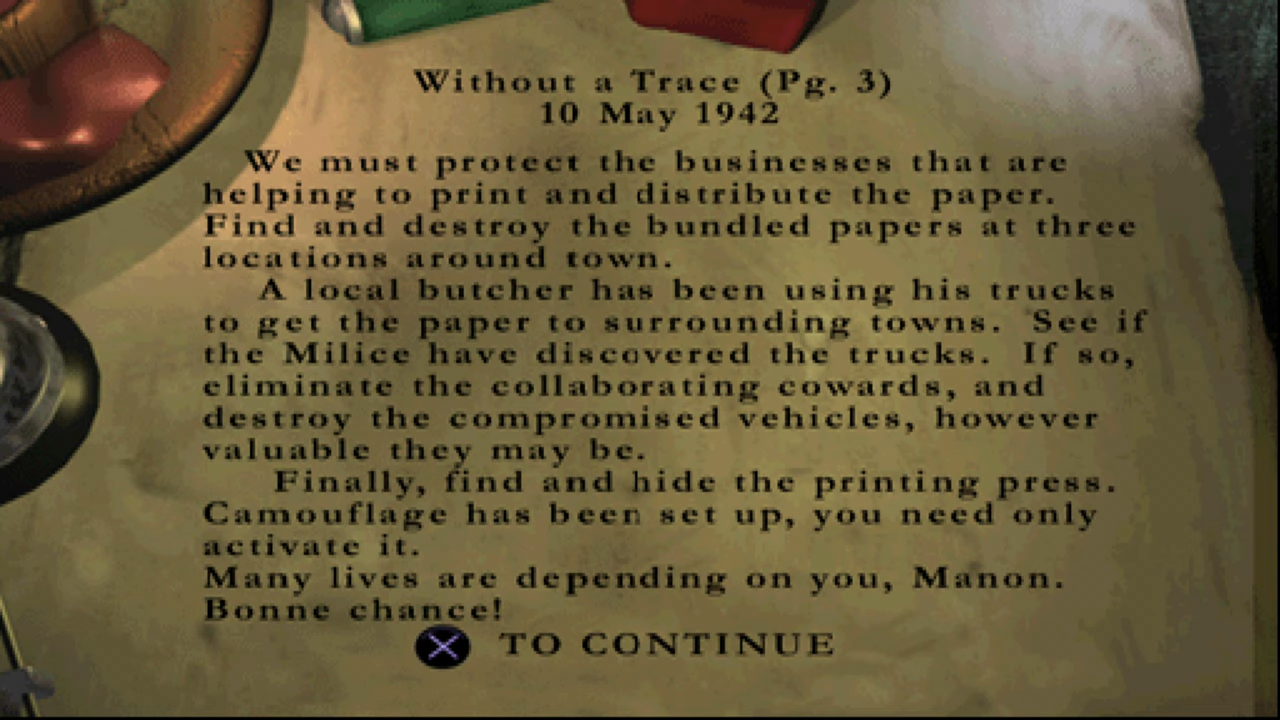 Without a Trace (Pg. 3)
10 May 1942
We must protect the businesses that are
helping to print and distribute the paper.
Find and destroy the bundled papers at three
locations around town.
A local butcher has been using his trucks
to get the paper to surrounding towns. See if
the Milice have discovered the trucks. If so,
eliminate the collaborating cowards, and
destroy the compromised vehicles, however
valuable they may be.
Finally, find and hide the printing press.
Camouflage has been set up, you need only
activate it.
Many lives are depending on you, Manon.
Bonne chance!
TO CONTINUE